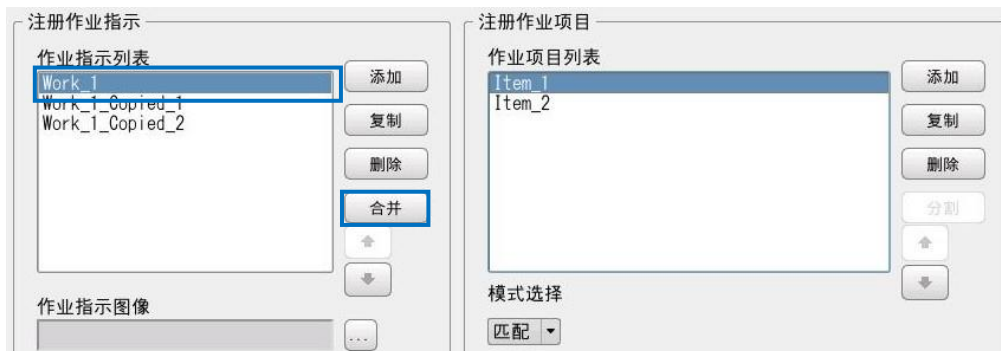 注册作业指示
作业指示列表
Work_1
Work_1_Copied_1
Work_1_Copied_2
添加
复制
删除
合并
作业指示图像
...
注册作业项目
作业项目列表
Item_1
Item_2
添加
复制
删除
分割
模式选择
匹配